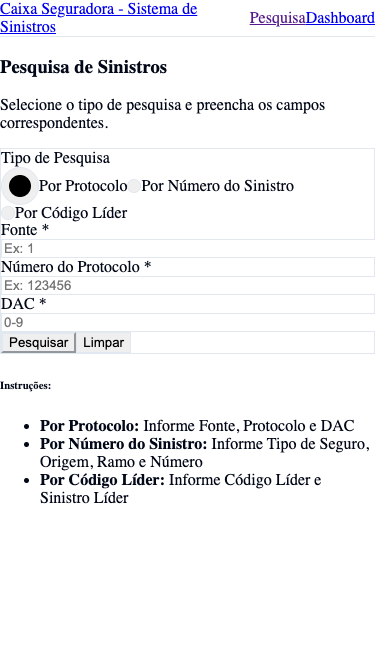 Caixa Seguradora - Sistema de
Sinistros
Pesquisa Dashboard
Pesquisa de Sinistros
Selecione o tipo de pesquisa e preencha os campos
correspondentes.
Tipo de Pesquisa
Por Protocolo Por Número do Sinistro
Por Código Líder
Fonte *
Ex: 1
Número do Protocolo *
Ex: 123456
DAC *
0-9
Pesquisar Limpar
Instruções:
Por Protocolo: Informe Fonte, Protocolo e DAC
Por Número do Sinistro: Informe Tipo de Seguro,
Origem, Ramo e Número
Por Código Líder: Informe Código Líder e
Sinistro Líder